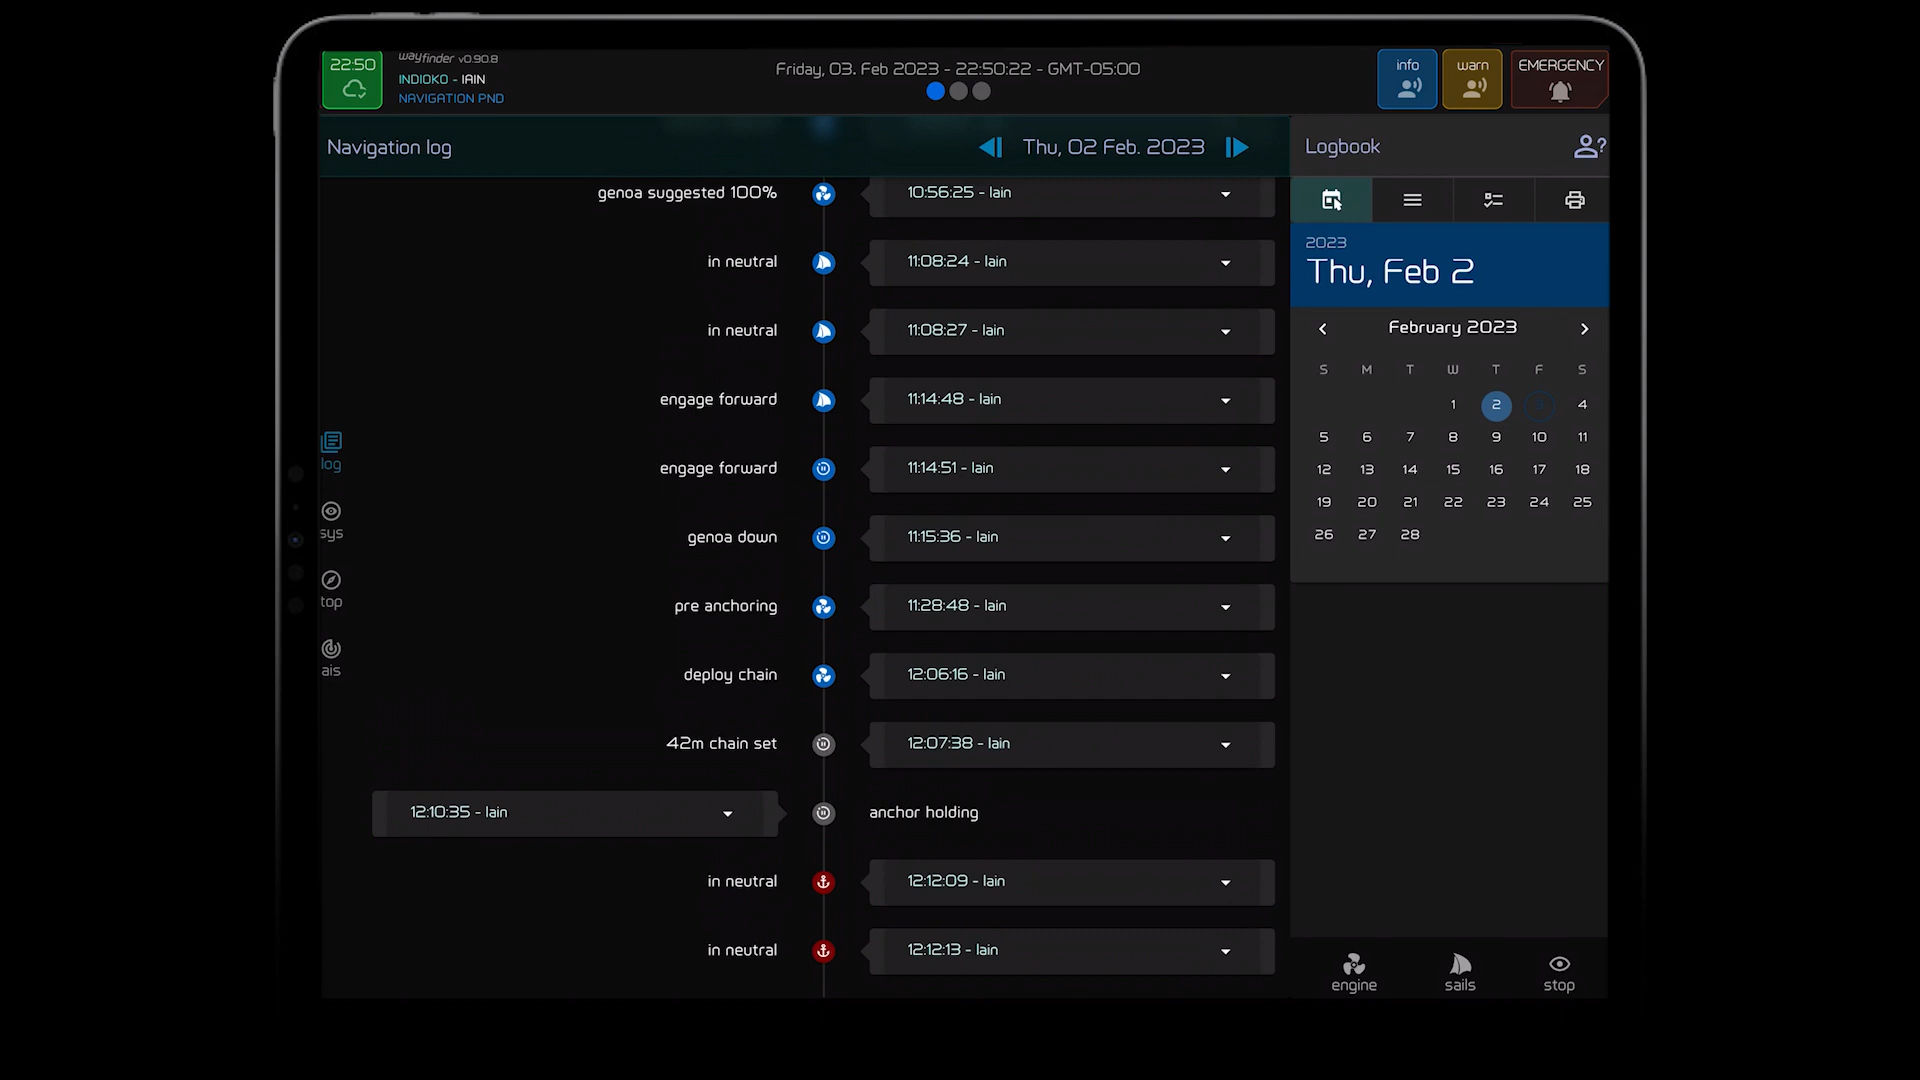 22:50
wayfinder v0.90.8
INDIOKO - IAIN
NAVIGATION PND
Friday, 03. Feb 2023 - 22:50:22 - GMT-05:00
info
warn
EMERGENCY
Navigation log
Thu, 02 Feb. 2023
Logbook
genoa suggested 100%
10:56:25 - Iain
in neutral
11:08:24 - Iain
in neutral
11:08:27 - Iain
engage forward
11:14:48 - Iain
engage forward
11:14:51 - Iain
genoa down
11:15:36 - Iain
pre anchoring
11:28:48 - Iain
deploy chain
12:06:16 - Iain
42m chain set
12:07:38 - Iain
12:10:35 - Iain
anchor holding
in neutral
12:12:09 - Iain
in neutral
12:12:13 - Iain
log
sys
top
ais
2023
Thu, Feb 2
February 2023
S M T W T F S
1 2 3 4
5 6 7 8 9 10 11
12 13 14 15 16 17 18
19 20 21 22 23 24 25
26 27 28
engine
sails
stop